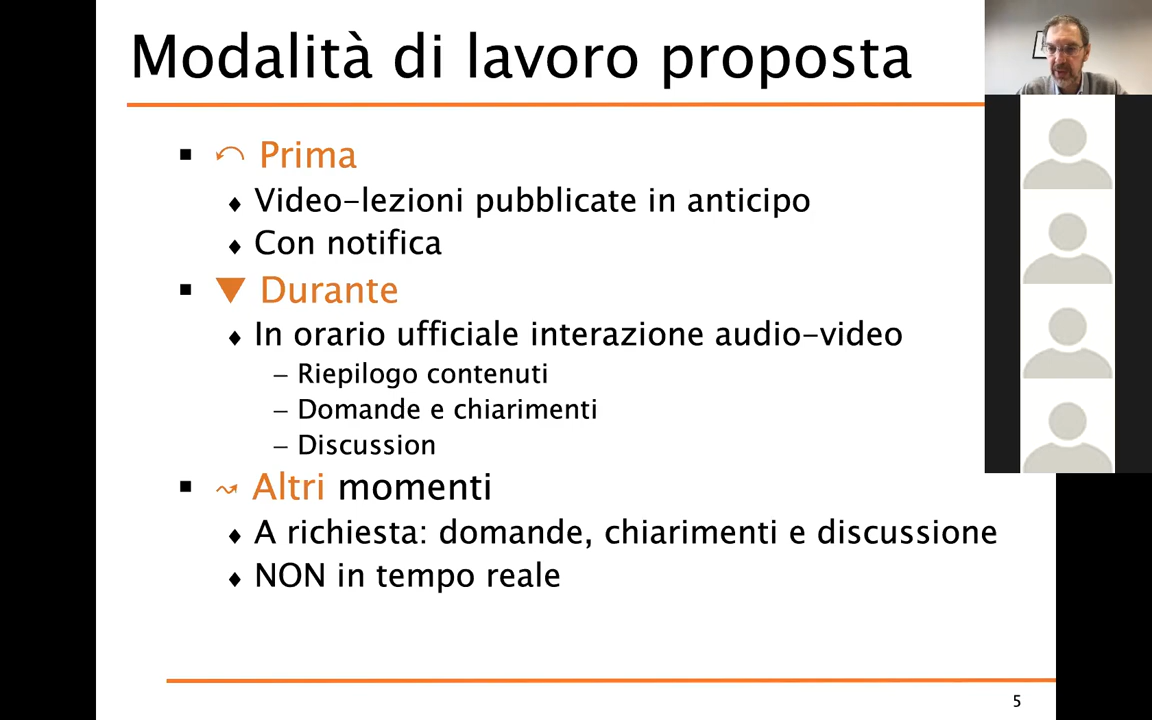 Modalità di lavoro proposta
Prima
Video-lezioni pubblicate in anticipo
Con notifica
Durante
In orario ufficiale interazione audio-video
– Riepilogo contenuti
– Domande e chiarimenti
– Discussion
Altri momenti
A richiesta: domande, chiarimenti e discussione
NON in tempo reale
5